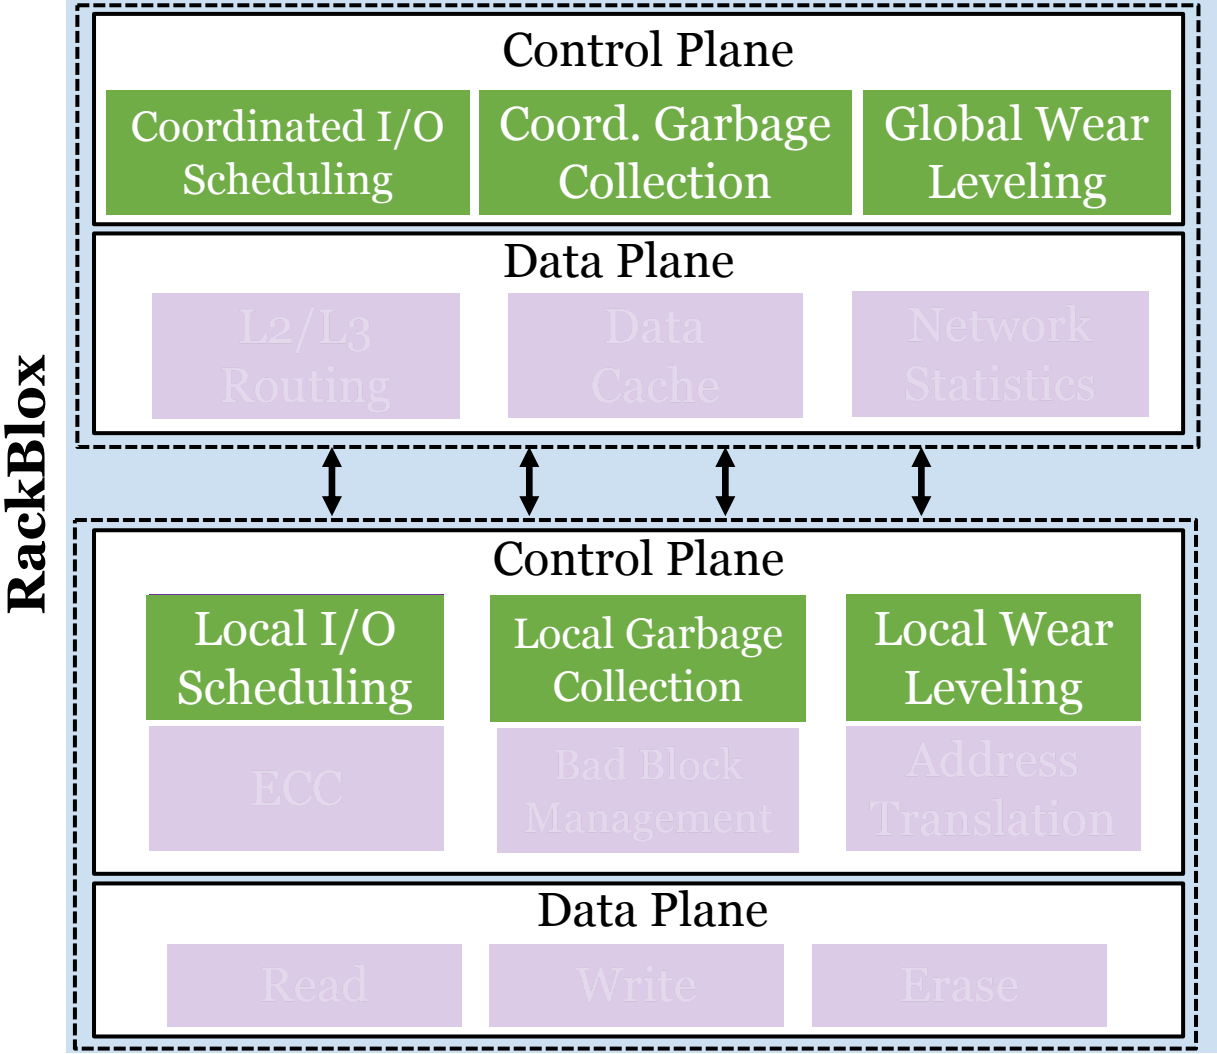 RackBlox
Control Plane
Coordinated I/O
Scheduling
Coord. Garbage
Collection
Global Wear
Leveling
Data Plane
L2/L3
Routing
Data
Cache
Network
Statistics
Control Plane
Local I/O
Scheduling
Local Garbage
Collection
Local Wear
Leveling
ECC
Bad Block
Management
Address
Translation
Data Plane
Read
Write
Erase